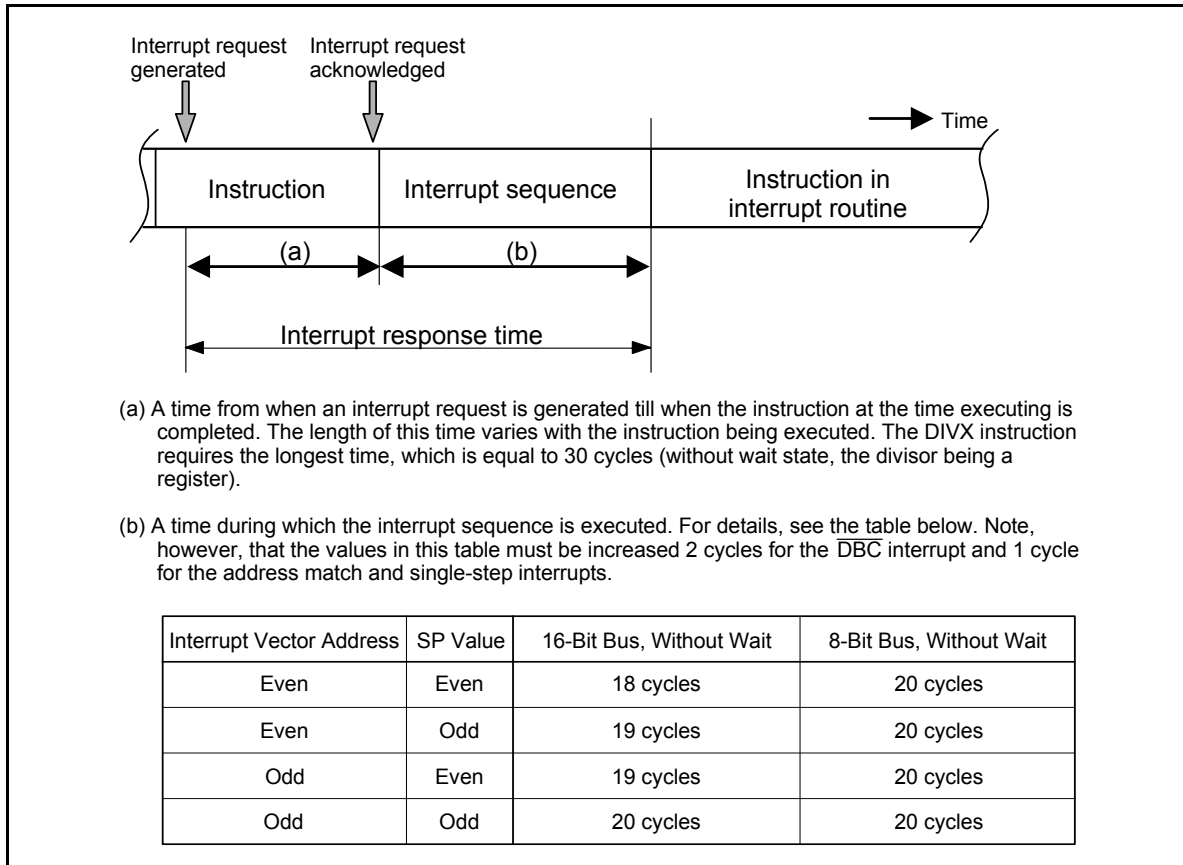 Interrupt request
generated
Interrupt request
acknowledged
Time
Instruction
Interrupt sequence
Instruction in
interrupt routine
(a)
(b)
Interrupt response time
(a) A time from when an interrupt request is generated till when the instruction at the time executing is
completed. The length of this time varies with the instruction being executed. The DIVX instruction
requires the longest time, which is equal to 30 cycles (without wait state, the divisor being a
register).
(b) A time during which the interrupt sequence is executed. For details, see the table below. Note,
however, that the values in this table must be increased 2 cycles for the DBC interrupt and 1 cycle
for the address match and single-step interrupts.
Interrupt Vector Address SP Value 16-Bit Bus, Without Wait 8-Bit Bus, Without Wait
Even Even 18 cycles 20 cycles
Even Odd 19 cycles 20 cycles
Odd Even 19 cycles 20 cycles
Odd Odd 20 cycles 20 cycles